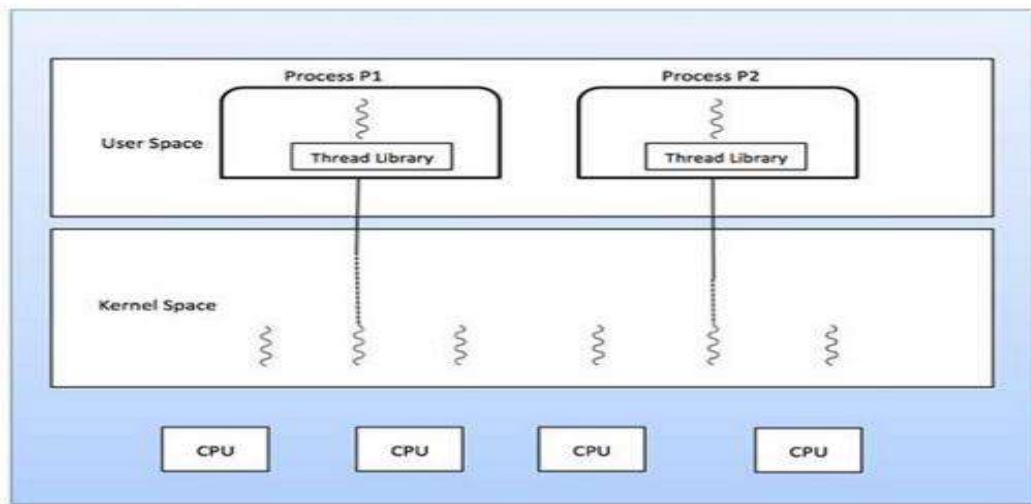 Process P1
Process P2
User Space
Thread Library
Thread Library
Kernel Space
CPU
CPU
CPU
CPU